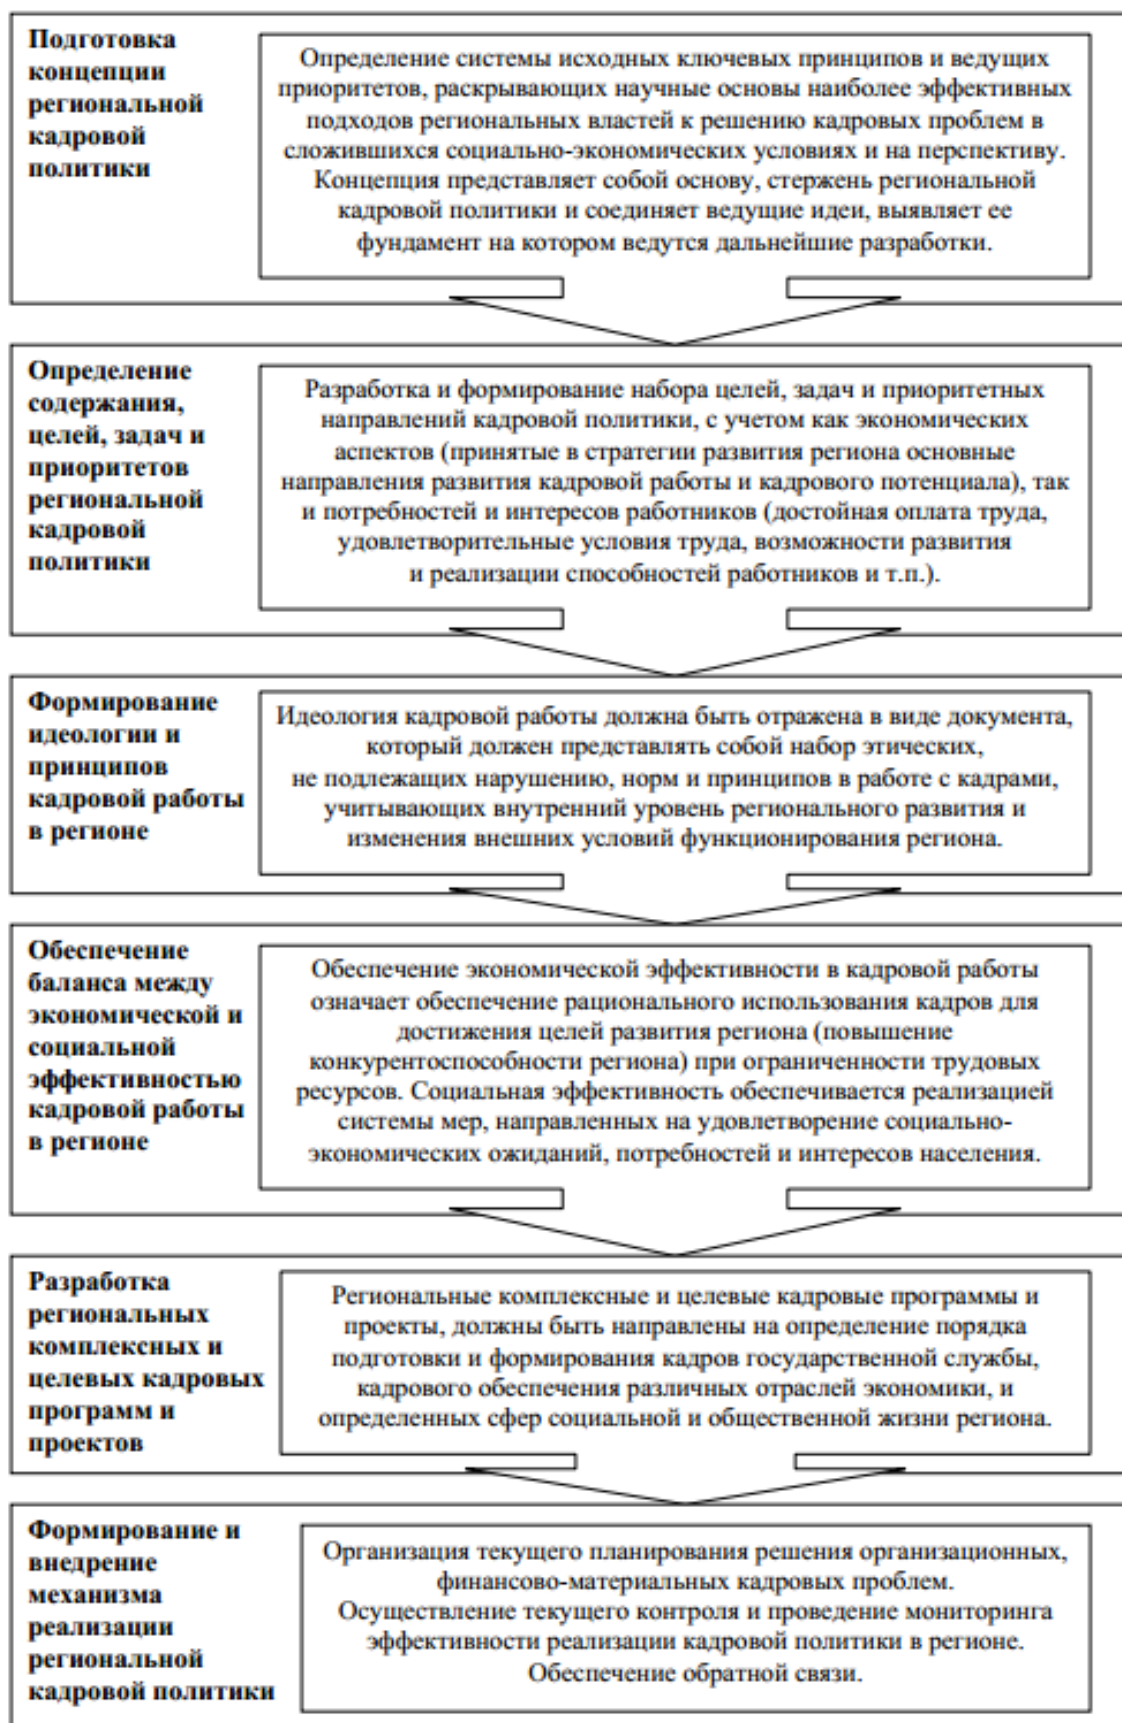 Подготовка
концепции
региональной
кадровой
политики
Определение системы исходных ключевых принципов и ведущих
приоритетов, раскрывающих научные основы наиболее эффективных
подходов региональных властей к решению кадровых проблем в
сложившихся социально-экономических условиях и на перспективу.
Концепция представляет собой основу, стержень региональной
кадровой политики и соединяет ведущие идеи, выявляет ее
фундамент на котором ведутся дальнейшие разработки.
Определение
содержания,
целей, задач и
приоритетов
региональной
кадровой
политики
Разработка и формирование набора целей, задач и приоритетных
направлений кадровой политики, с учетом как экономических
аспектов (принятые в стратегии развития региона основные
направления развития кадровой работы и кадрового потенциала), так
и потребностей и интересов работников (достойная оплата труда,
удовлетворительные условия труда, возможности развития
и реализации способностей работников и т.п.).
Формирование
идеологии и
принципов
кадровой работы
в регионе
Идеология кадровой работы должна быть отражена в виде документа,
который должен представлять собой набор этических,
не подлежащих нарушению, норм и принципов в работе с кадрами,
учитывающих внутренний уровень регионального развития и
изменения внешних условий функционирования региона.
Обеспечение
баланса между
экономической и
социальной
эффективностью
кадровой работы
в регионе
Обеспечение экономической эффективности в кадровой работы
означает обеспечение рационального использования кадров для
достижения целей развития региона (повышение
конкурентоспособности региона) при ограниченности трудовых
ресурсов. Социальная эффективность обеспечивается реализацией
системы мер, направленных на удовлетворение социально-
экономических ожиданий, потребностей и интересов населения.
Разработка
региональных
комплексных и
целевых кадровых
программ и
проектов
Региональные комплексные и целевые кадровые программы и
проекты, должны быть направлены на определение порядка
подготовки и формирования кадров государственной службы,
кадрового обеспечения различных отраслей экономики, и
определенных сфер социальной и общественной жизни региона.
Формирование и
внедрение
механизма
реализации
региональной
кадровой политики
Организация текущего планирования решения организационных,
финансово-материальных кадровых проблем.
Осуществление текущего контроля и проведение мониторинга
эффективности реализации кадровой политики в регионе.
Обеспечение обратной связи.